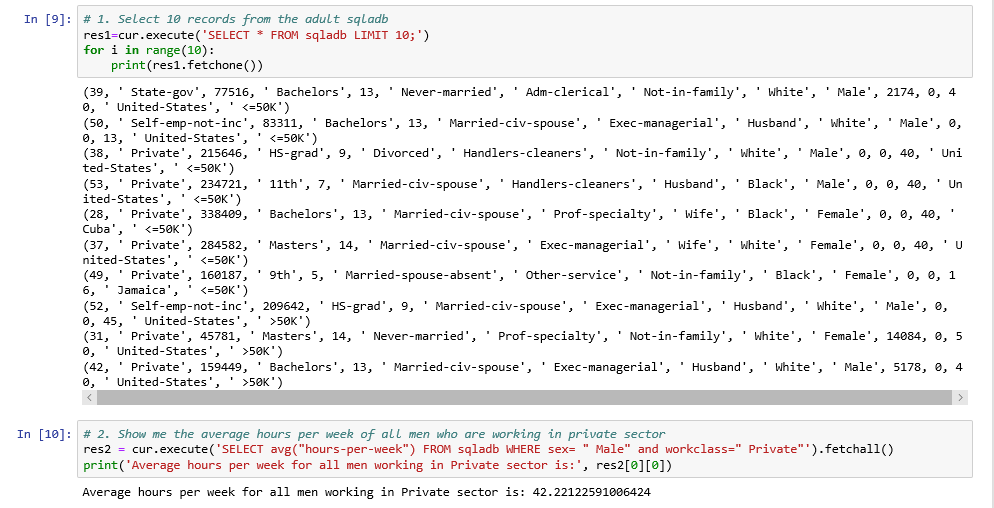 In [9]: # 1. Select 10 records from the adult sqladb
res1=cur.execute('SELECT * FROM sqladb LIMIT 10;')
for i in range(10):
    print(res1.fetchone())
(39, ' State-gov', 77516, ' Bachelors', 13, ' Never-married', ' Adm-clerical', ' Not-in-family', ' White', ' Male', 2174, 0, 4
0, ' United-States', ' <=50K')
(50, ' Self-emp-not-inc', 83311, ' Bachelors', 13, ' Married-civ-spouse', ' Exec-managerial', ' Husband', ' White', ' Male', 0,
0, 13, ' United-States', ' <=50K')
(38, ' Private', 215646, ' HS-grad', 9, ' Divorced', ' Handlers-cleaners', ' Not-in-family', ' White', ' Male', 0, 0, 40, ' Uni
ted-States', ' <=50K')
(53, ' Private', 234721, ' 11th', 7, ' Married-civ-spouse', ' Handlers-cleaners', ' Husband', ' Black', ' Male', 0, 0, 40, ' Un
ited-States', ' <=50K')
(28, ' Private', 338409, ' Bachelors', 13, ' Married-civ-spouse', ' Prof-specialty', ' Wife', ' Black', ' Female', 0, 0, 40, '
Cuba', ' <=50K')
(37, ' Private', 284582, ' Masters', 14, ' Married-civ-spouse', ' Exec-managerial', ' Wife', ' White', ' Female', 0, 0, 40, ' U
nited-States', ' <=50K')
(49, ' Private', 160187, ' 9th', 5, ' Married-spouse-absent', ' Other-service', ' Not-in-family', ' Black', ' Female', 0, 0, 1
6, ' Jamaica', ' <=50K')
(52, ' Self-emp-not-inc', 209642, ' HS-grad', 9, ' Married-civ-spouse', ' Exec-managerial', ' Husband', ' White', ' Male', 0,
0, 45, ' United-States', ' >50K')
(31, ' Private', 45781, ' Masters', 14, ' Never-married', ' Prof-specialty', ' Not-in-family', ' White', ' Female', 14084, 0, 5
0, ' United-States', ' >50K')
(42, ' Private', 159449, ' Bachelors', 13, ' Married-civ-spouse', ' Exec-managerial', ' Husband', ' White', ' Male', 5178, 0, 4
0, ' United-States', ' >50K')
In [10]: # 2. Show me the average hours per week of all men who are working in private sector
res2 = cur.execute('SELECT avg("hours-per-week") FROM sqladb WHERE sex= " Male" and workclass=" Private"').fetchall()
print('Average hours per week for all men working in Private sector is:', res2[0][0])
Average hours per week for all men working in Private sector is: 42.22122591006424